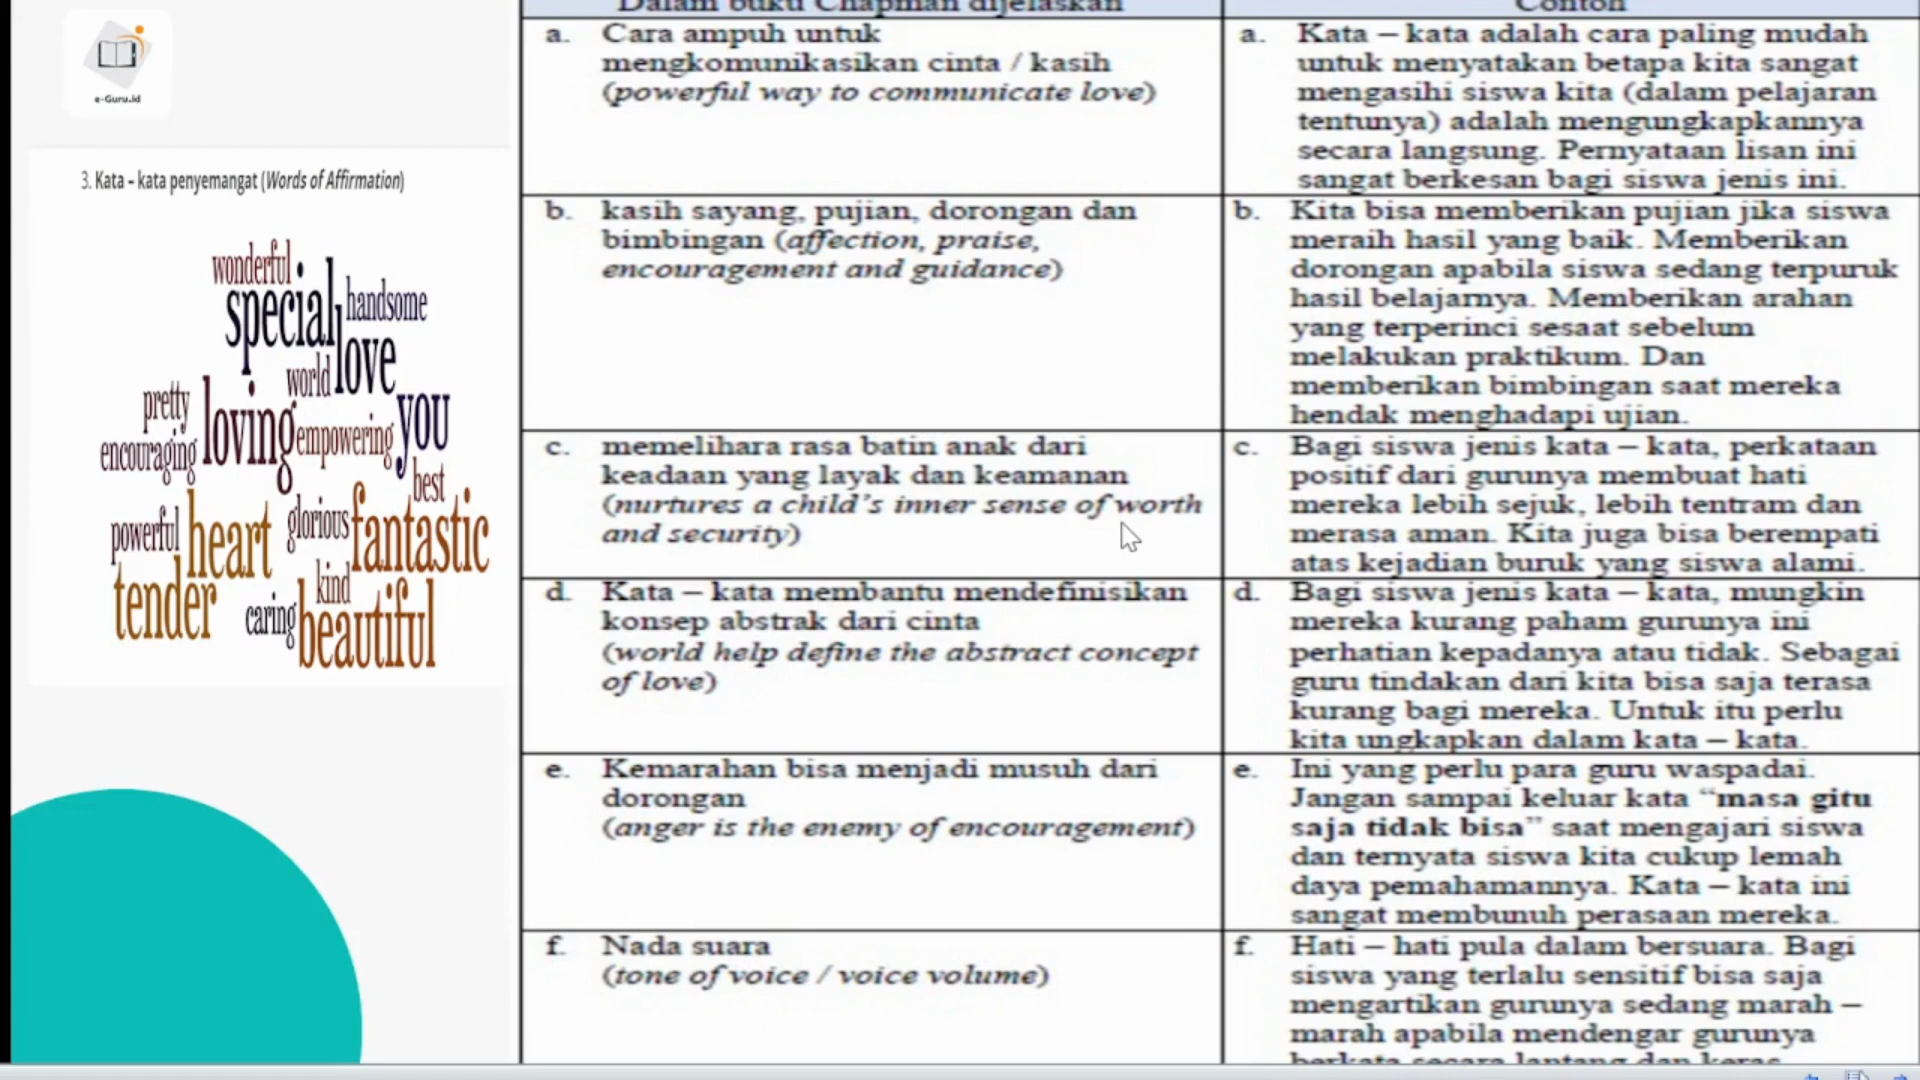 e-Guru.id
3. Kata - kata penyemangat (Words of Affirmation)
wonderful
special
handsome
love
world
pretty
loving
you
encouraging
empowering
best
powerful
heart
glorious
fantastic
tender
kind
caring
beautiful
Dalam buku Chapman dijelaskan
a. Cara ampuh untuk
mengkomunikasikan cinta / kasih
(powerful way to communicate love)
b. kasih sayang, pujian, dorongan dan
bimbingan (affection, praise,
encouragement and guidance)
c. memelihara rasa batin anak dari
keadaan yang layak dan keamanan
(nurtures a child's inner sense of worth
and security)
d. Kata – kata membantu mendefinisikan
konsep abstrak dari cinta
(world help define the abstract concept
of love)
e. Kemarahan bisa menjadi musuh dari
dorongan
(anger is the enemy of encouragement)
f. Nada suara
(tone of voice / voice volume)
Contoh
a. Kata – kata adalah cara paling mudah
untuk menyatakan betapa kita sangat
mengasihi siswa kita (dalam pelajaran
tentunya) adalah mengungkapkannya
secara langsung. Pernyataan lisan ini
sangat berkesan bagi siswa jenis ini.
b. Kita bisa memberikan pujian jika siswa
meraih hasil yang baik. Memberikan
dorongan apabila siswa sedang terpuruk
hasil belajarnya. Memberikan arahan
yang terperinci sesaat sebelum
melakukan praktikum. Dan
memberikan bimbingan saat mereka
hendak menghadapi ujian.
c. Bagi siswa jenis kata – kata, perkataan
positif dari gurunya membuat hati
mereka lebih sejuk, lebih tentram dan
merasa aman. Kita juga bisa berempati
atas kejadian buruk yang siswa alami.
d. Bagi siswa jenis kata – kata, mungkin
mereka kurang paham gurunya ini
perhatian kepadanya atau tidak. Sebagai
guru tindakan dari kita bisa saja terasa
kurang bagi mereka. Untuk itu perlu
kita ungkapkan dalam kata – kata.
e. Ini yang perlu para guru waspadai.
Jangan sampai keluar kata "masa gitu
saja tidak bisa" saat mengajari siswa
dan ternyata siswa kita cukup lemah
daya pemahamannya. Kata – kata ini
sangat membunuh perasaan mereka.
f. Hati – hati pula dalam bersuara. Bagi
siswa yang terlalu sensitif bisa saja
mengartikan gurunya sedang marah –
marah apabila mendengar gurunya
berkata secara lantang dan keras